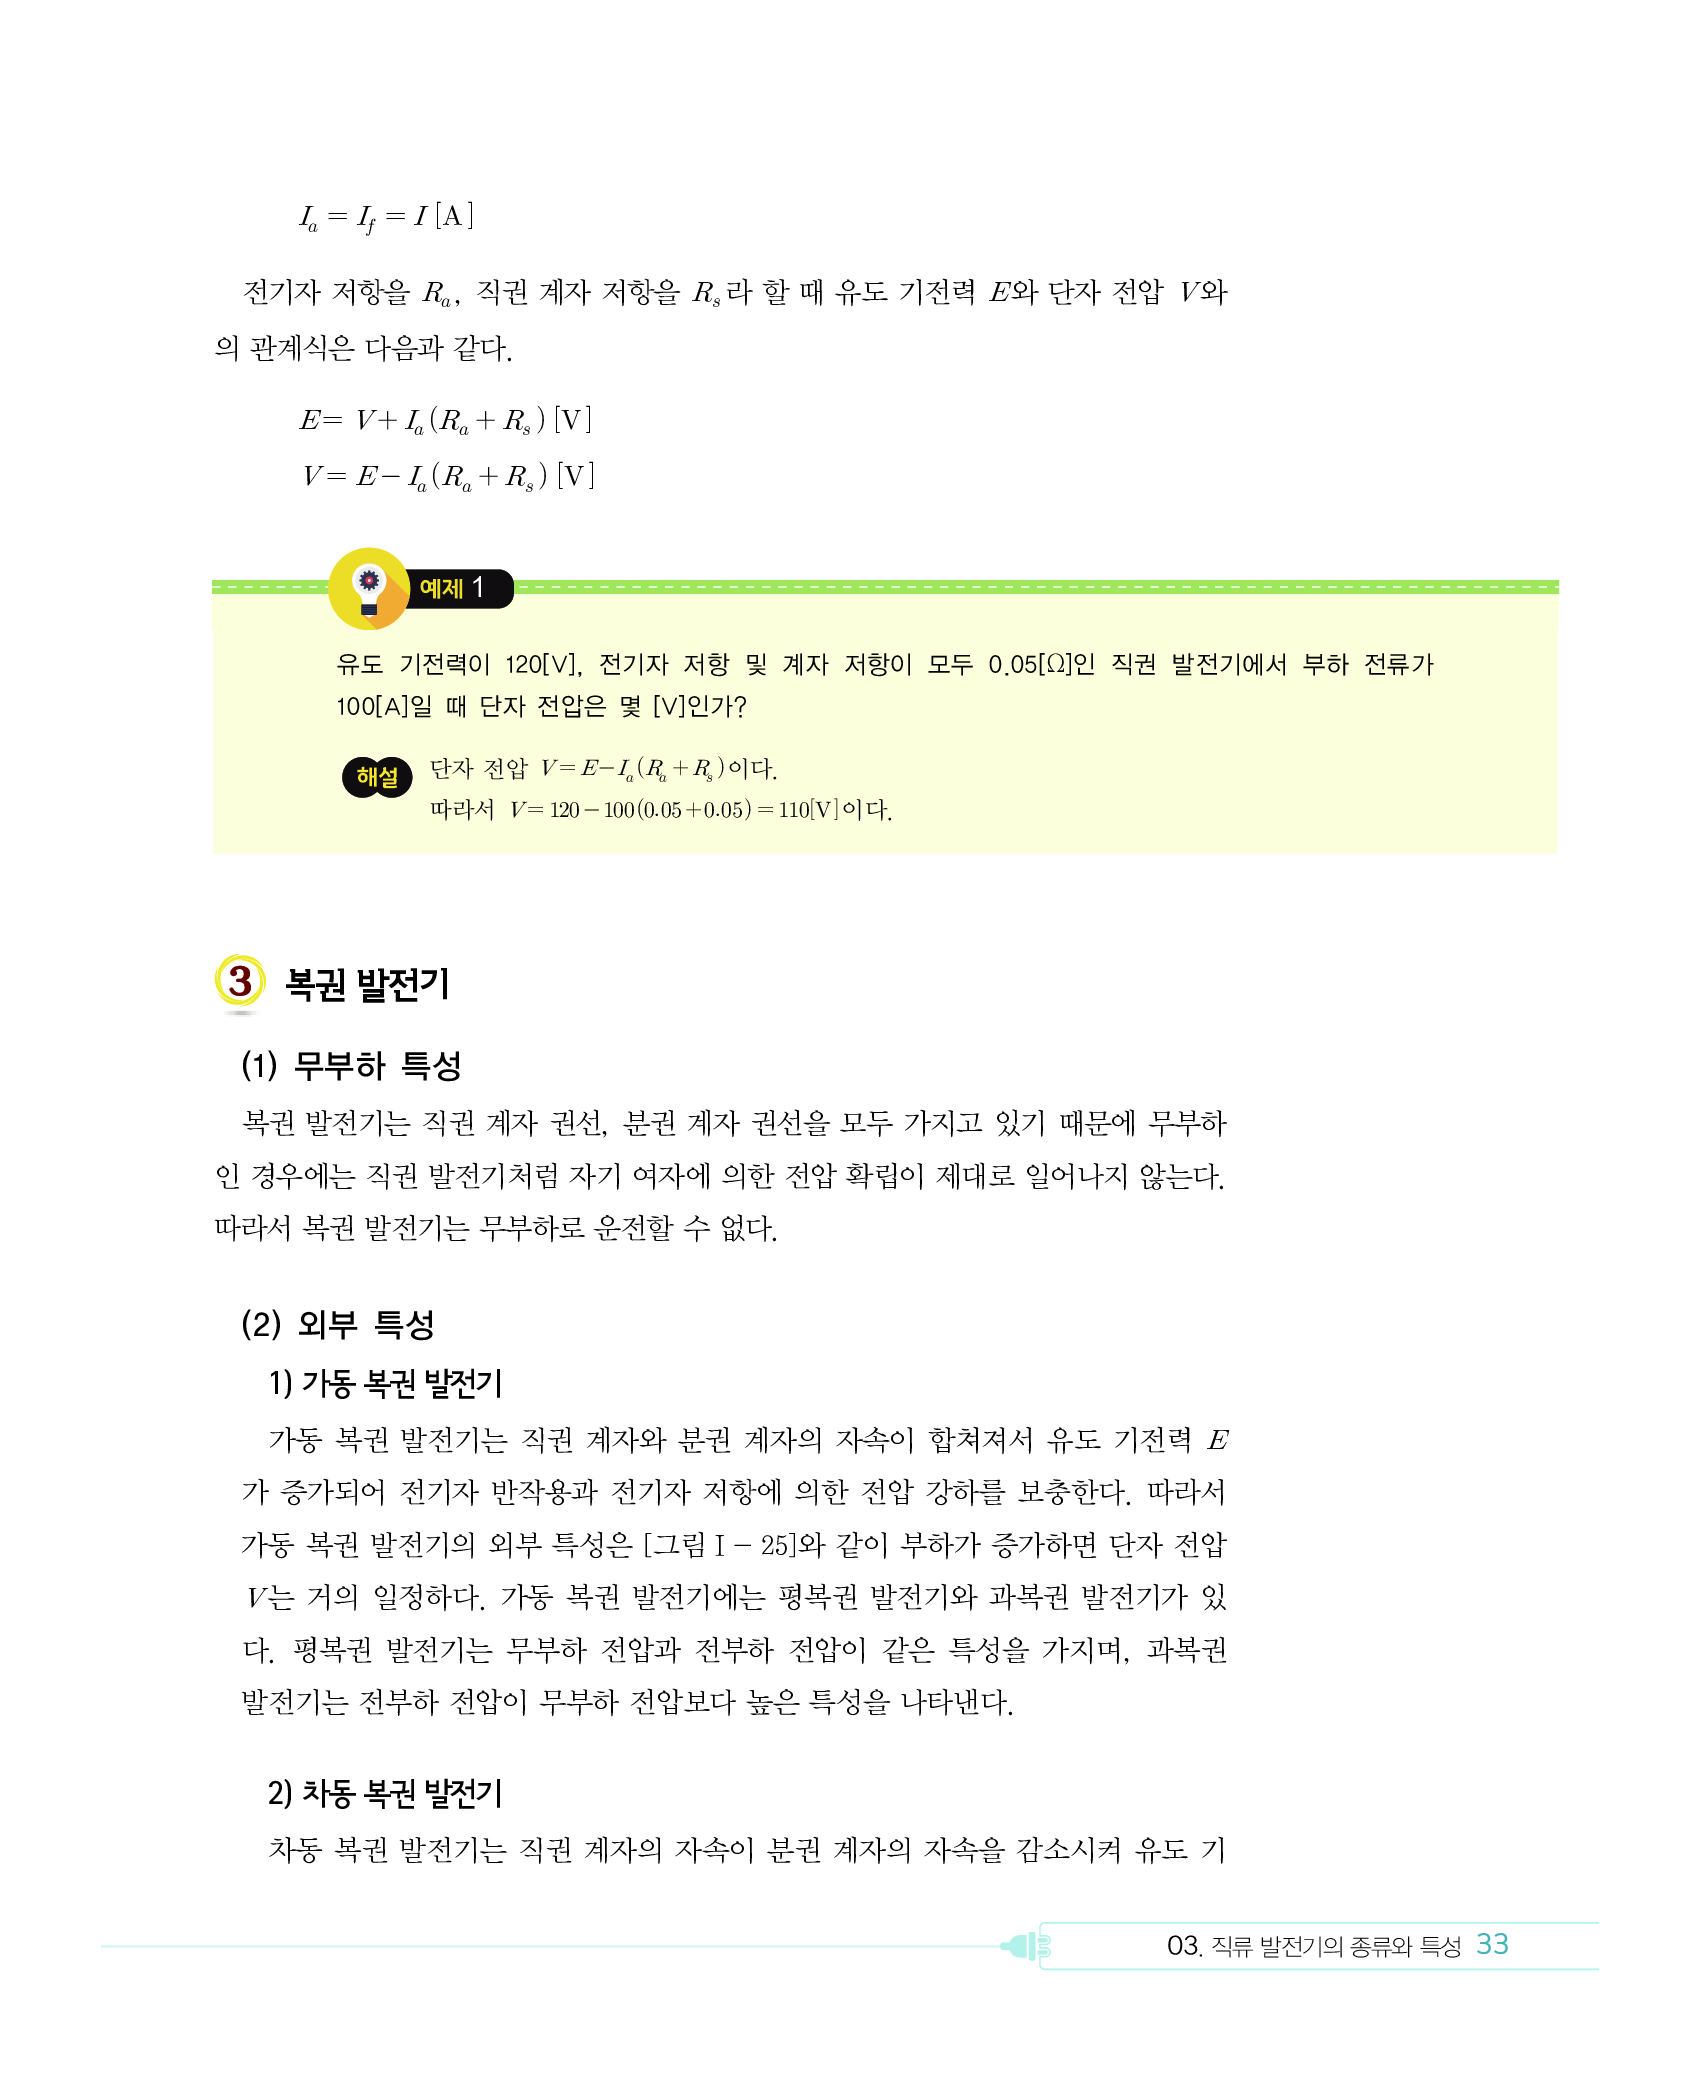 I_a = I_f = I [A]
전기자 저항을 R_a, 직권 계자 저항을 R_s라 할 때 유도 기전력 E와 단자 전압 V와
의 관계식은 다음과 같다.
E = V + I_a(R_a + R_s) [V]
V = E - I_a(R_a + R_s) [V]
예제 1
유도 기전력이 120[V], 전기자 저항 및 계자 저항이 모두 0.05[Ω]인 직권 발전기에서 부하 전류가
100[A]일 때 단자 전압은 몇 [V]인가?
해설
단자 전압 V = E - I_a(R_a + R_s)이다.
따라서 V = 120 - 100(0.05 + 0.05) = 110[V]이다.
3 복권 발전기
(1) 무부하 특성
복권 발전기는 직권 계자 권선, 분권 계자 권선을 모두 가지고 있기 때문에 무부하
인 경우에는 직권 발전기처럼 자기 여자에 의한 전압 확립이 제대로 일어나지 않는다.
따라서 복권 발전기는 무부하로 운전할 수 없다.
(2) 외부 특성
1) 가동 복권 발전기
가동 복권 발전기는 직권 계자와 분권 계자의 자속이 합쳐져서 유도 기전력 E
가 증가되어 전기자 반작용과 전기자 저항에 의한 전압 강하를 보충한다. 따라서
가동 복권 발전기의 외부 특성은 [그림 I - 25]와 같이 부하가 증가하면 단자 전압
V는 거의 일정하다. 가동 복권 발전기에는 평복권 발전기와 과복권 발전기가 있
다. 평복권 발전기는 무부하 전압과 전부하 전압이 같은 특성을 가지며, 과복권
발전기는 전부하 전압이 무부하 전압보다 높은 특성을 나타낸다.
2) 차동 복권 발전기
차동 복권 발전기는 직권 계자의 자속이 분권 계자의 자속을 감소시켜 유도 기
03. 직류 발전기의 종류와 특성 33